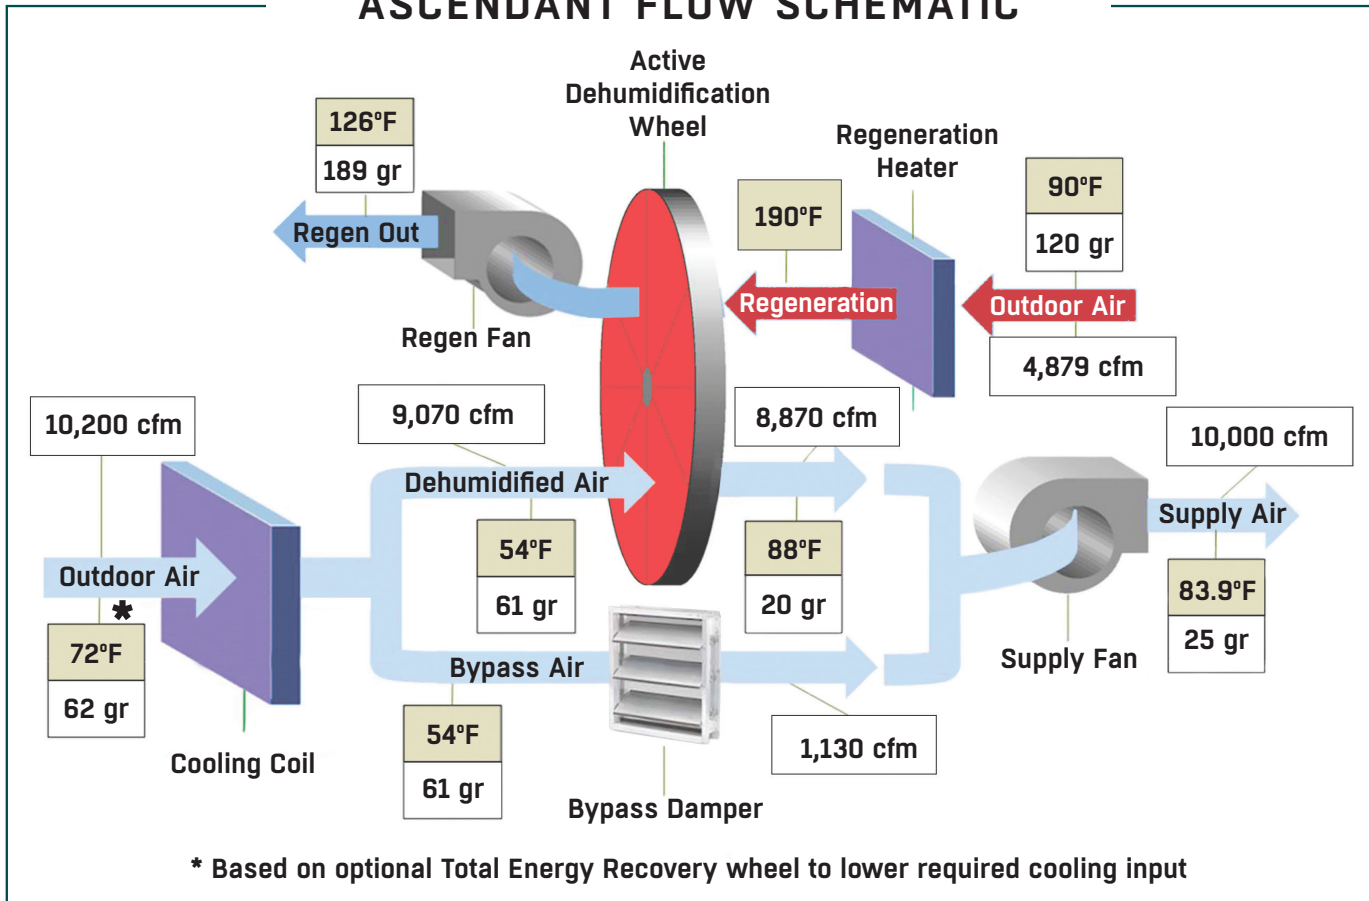 ASCENDANT FLOW SCHEMATIC
Active
Dehumidification
Wheel
126°F
189 gr
Regen Out
Regen Fan
Regeneration
Heater
190°F
Regeneration
90°F
120 gr
Outdoor Air
4,879 cfm
10,200 cfm
Outdoor Air
*
72°F
62 gr
Cooling Coil
9,070 cfm
Dehumidified Air
54°F
61 gr
Bypass Air
54°F
61 gr
Bypass Damper
8,870 cfm
88°F
20 gr
1,130 cfm
10,000 cfm
Supply Air
83.9°F
25 gr
Supply Fan
* Based on optional Total Energy Recovery wheel to lower required cooling input